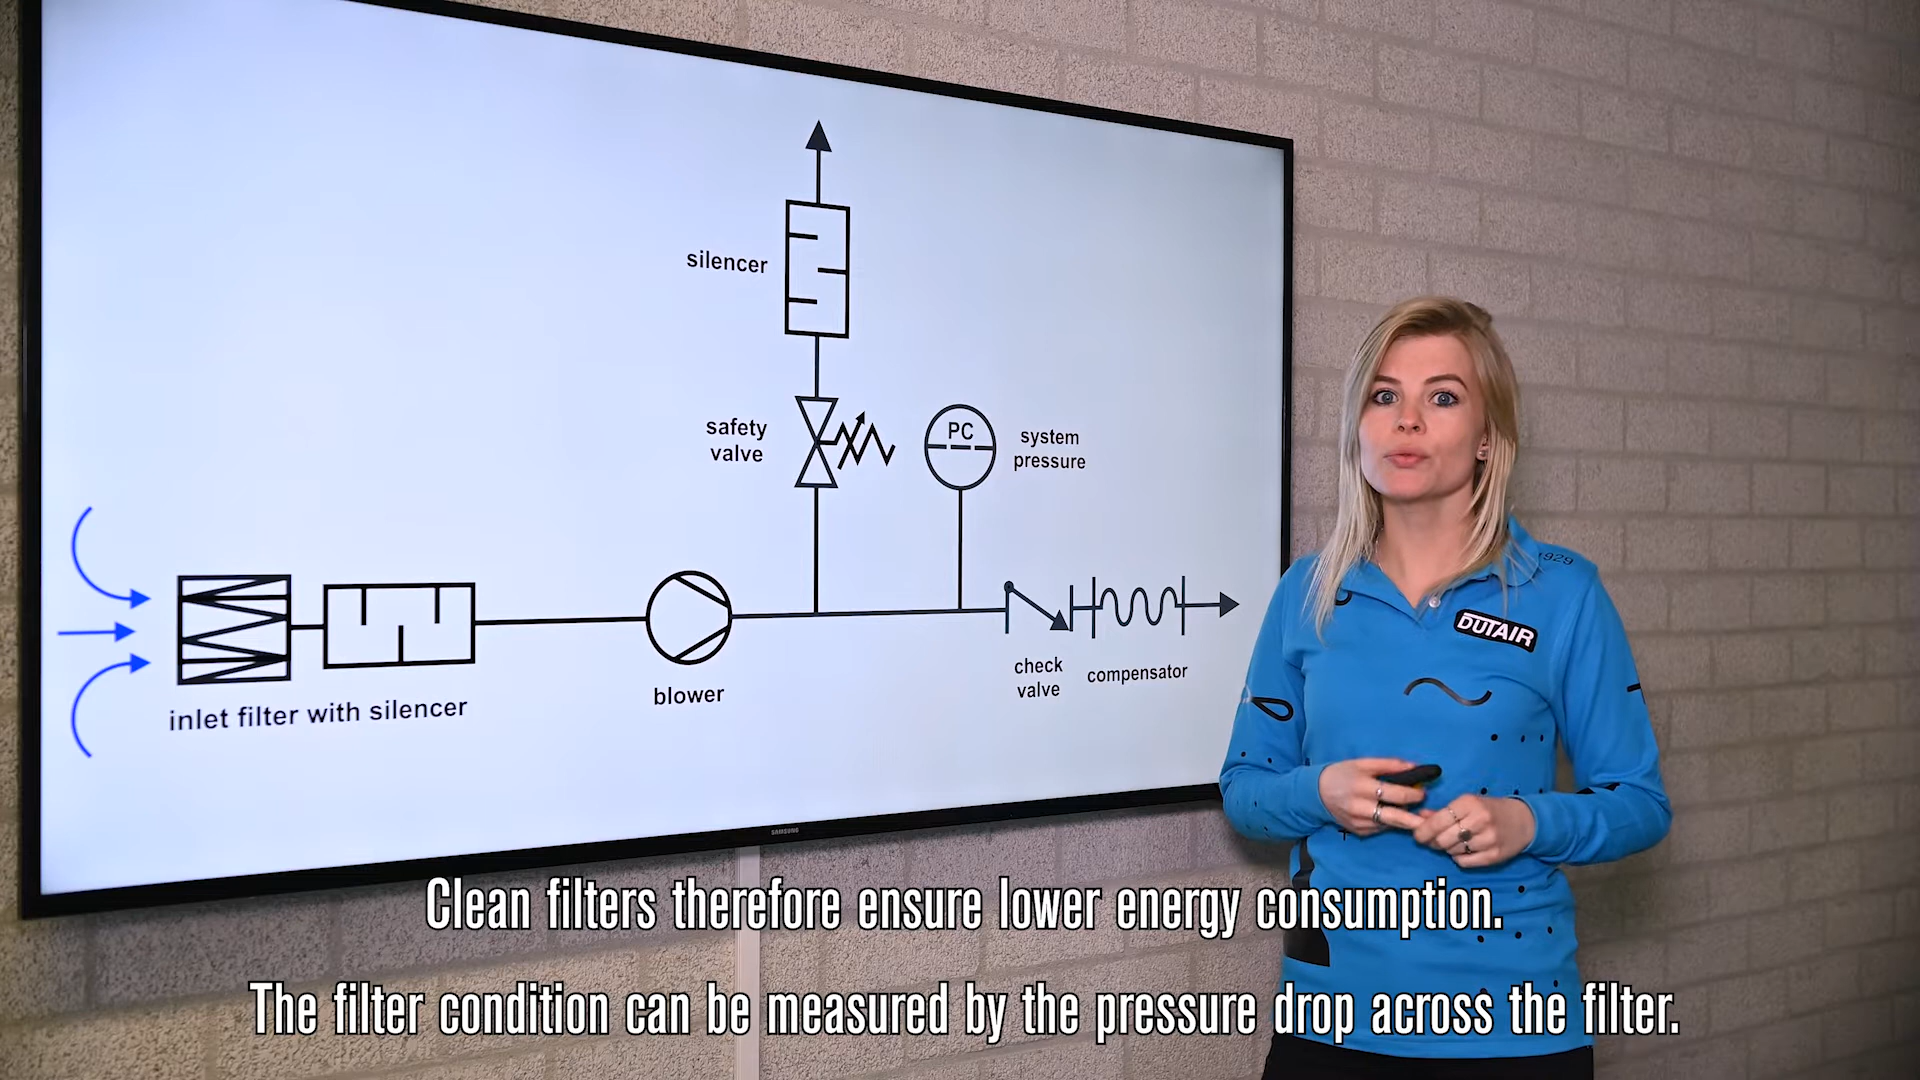 silencer
safety
valve
PC
system
pressure
inlet filter with silencer
blower
check
valve
compensator
SAMSUNG
1929
DUTAIR
Clean filters therefore ensure lower energy consumption.
The filter condition can be measured by the pressure drop across the filter.